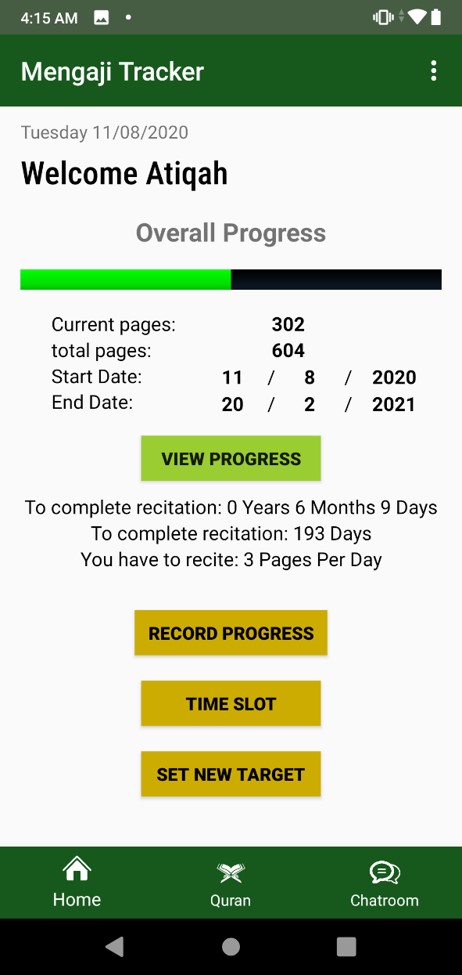 4:15 AM
Mengaji Tracker
Tuesday 11/08/2020
Welcome Atiqah
Overall Progress
Current pages: 302
total pages: 604
Start Date: 11 / 8 / 2020
End Date: 20 / 2 / 2021
VIEW PROGRESS
To complete recitation: 0 Years 6 Months 9 Days
To complete recitation: 193 Days
You have to recite: 3 Pages Per Day
RECORD PROGRESS
TIME SLOT
SET NEW TARGET
Home Quran Chatroom